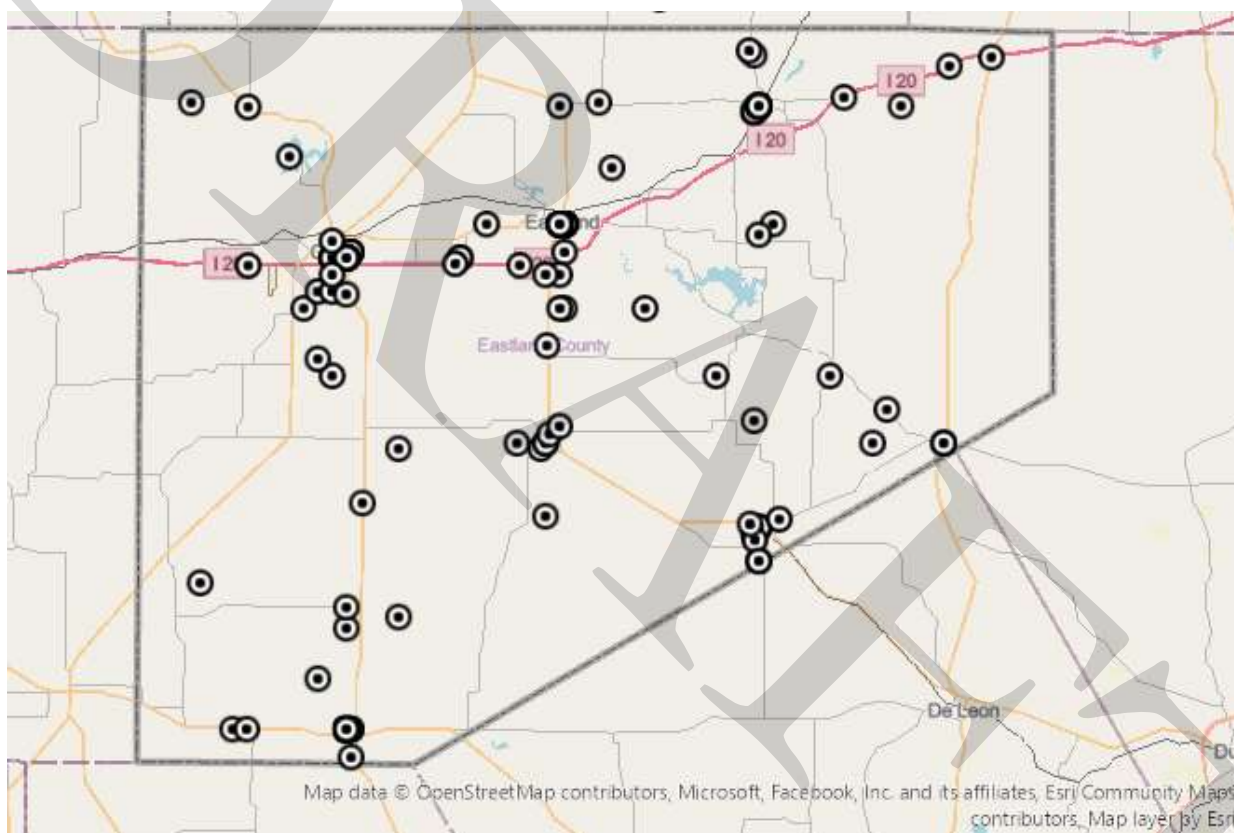 I 20
I 20
Eastland County
De Leon
Map data © OpenStreetMap contributors, Microsoft, Facebook, Inc. and its affiliates, Esri Community Maps
contributors, Map layer by Esri
DRAFT